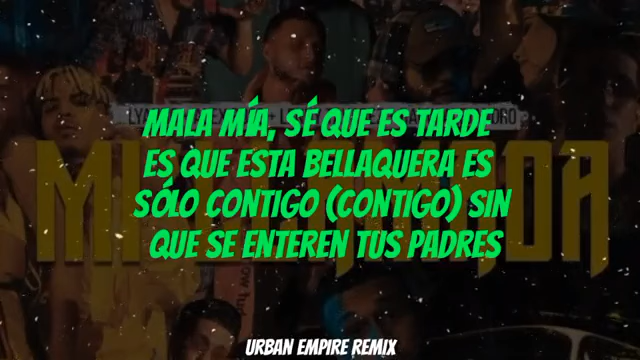 MALA MÍA, SÉ QUE ES TARDE
ES QUE ESTA BELLAQUERA ES
SÓLO CONTIGO (CONTIGO) SIN
QUE SE ENTEREN TUS PADRES
URBAN EMPIRE REMIX